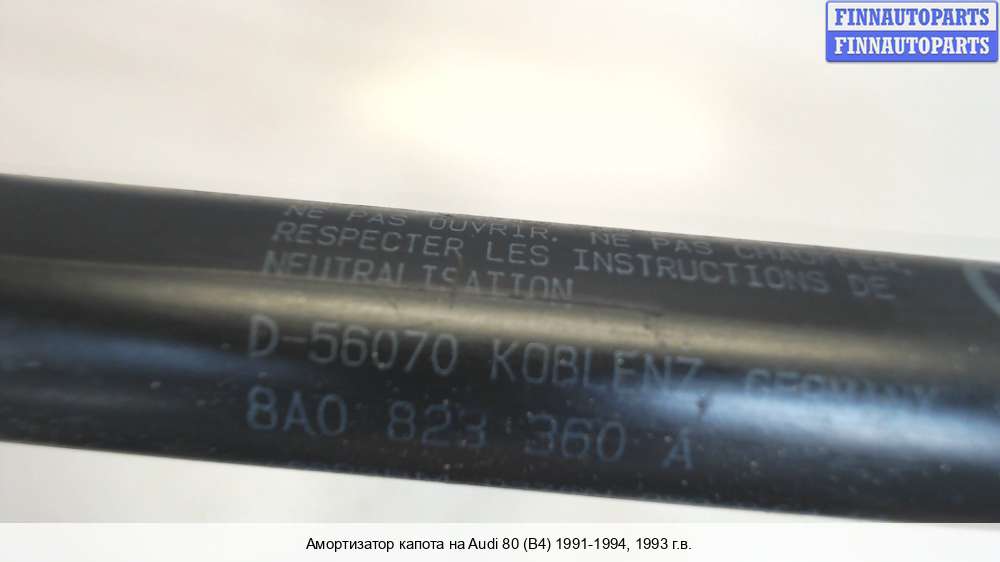 FINNAUTOPARTS
FINNAUTOPARTS
NE PAS OUVRIR. NE PAS CHAUFFER.
RESPECTER LES INSTRUCTIONS DE
NEUTRALISATION
D-56070 KOBLENZ GERMANY
8A0 823 360 A
Амортизатор капота на Audi 80 (B4) 1991-1994, 1993 г.в.